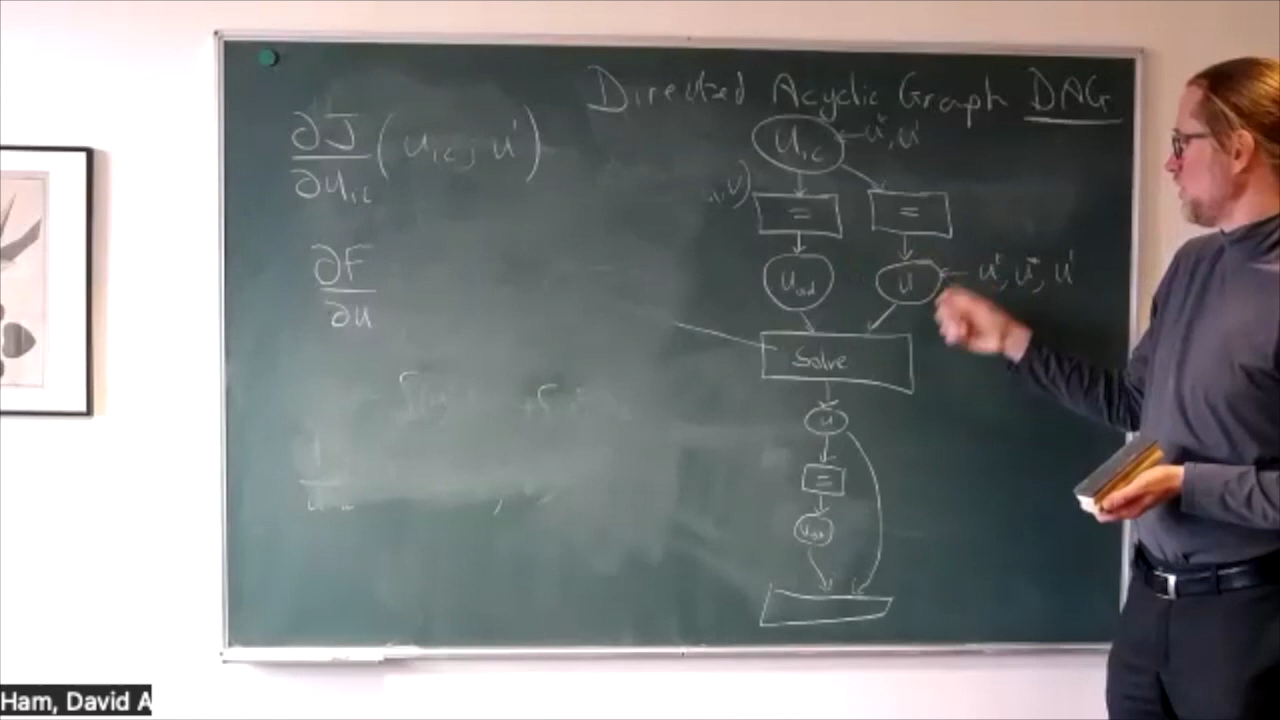 Directed Acyclic Graph DAG
∂J
∂u_ic
(u_ic; u')
u_ic
u*, u'
,v)
=
=
∂F
∂u
u_old
u
Solve
u
=
u_old
Ham, David A